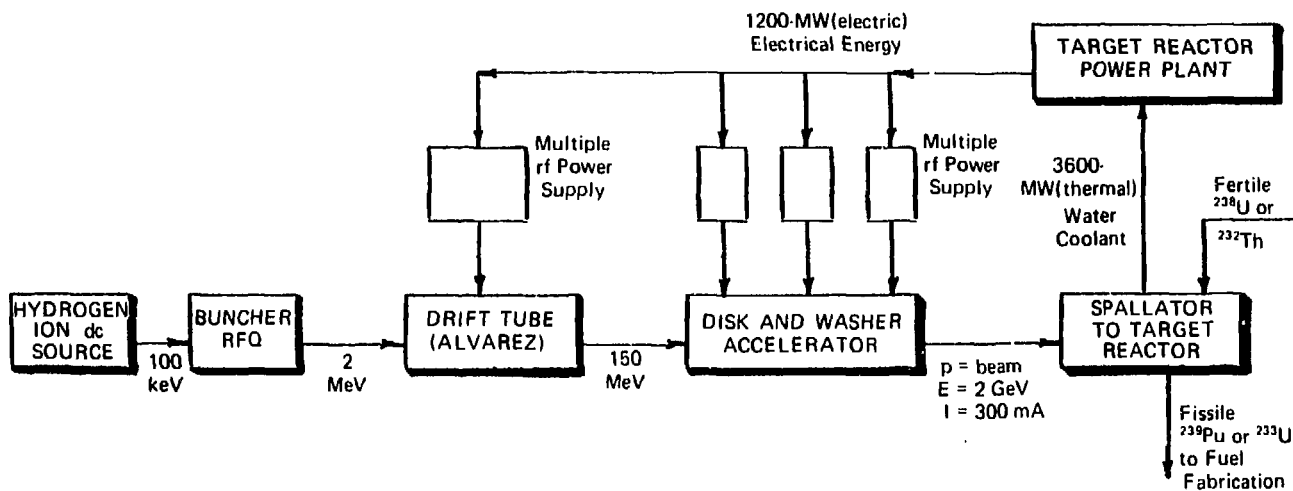 1200-MW(electric)
Electrical Energy
TARGET REACTOR
POWER PLANT
Multiple
rf Power
Supply
Multiple
rf Power
Supply
3600-
MW(thermal)
Water
Coolant
Fertile
²³⁸U or
²³²Th
HYDROGEN
ION dc
SOURCE
BUNCHER
RFQ
DRIFT TUBE
(ALVAREZ)
DISK AND WASHER
ACCELERATOR
SPALLATOR
TO TARGET
REACTOR
100
keV
2
MeV
150
MeV
p = beam
E = 2 GeV
I = 300 mA
Fissile
²³⁹Pu or ²³³U
to Fuel
Fabrication